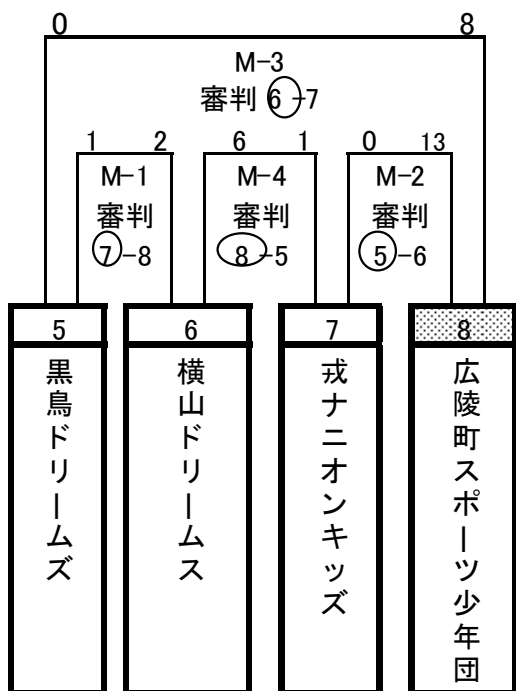 0 8
M-3
審判 6-7
1 2 6 1 0 13
M-1 M-4 M-2
審判 審判 審判
7-8 8-5 5-6
5 6 7 8
黒鳥ドリームズ
横山ドリームス
戎ナニオンキッズ
広陵町スポーツ少年団